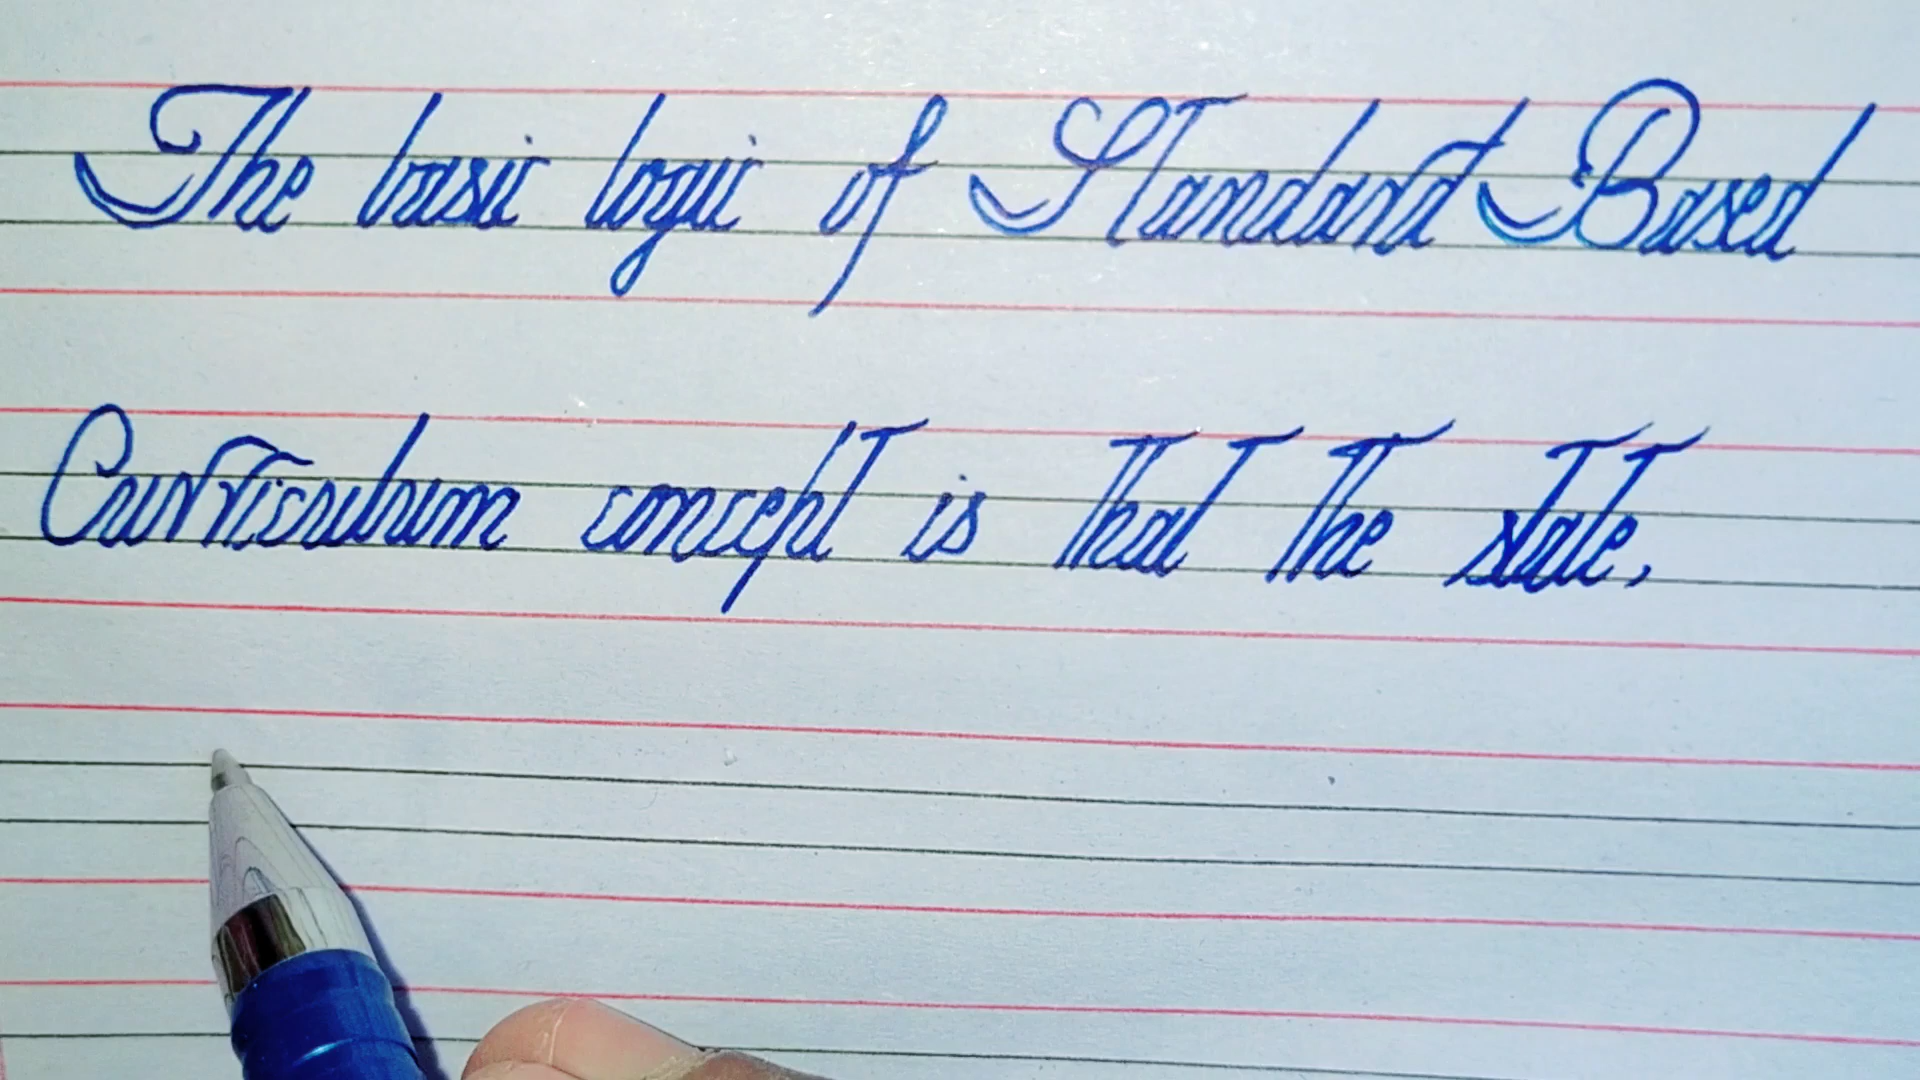 The basic logic of Standard Based
Curriculum concept is that the state,